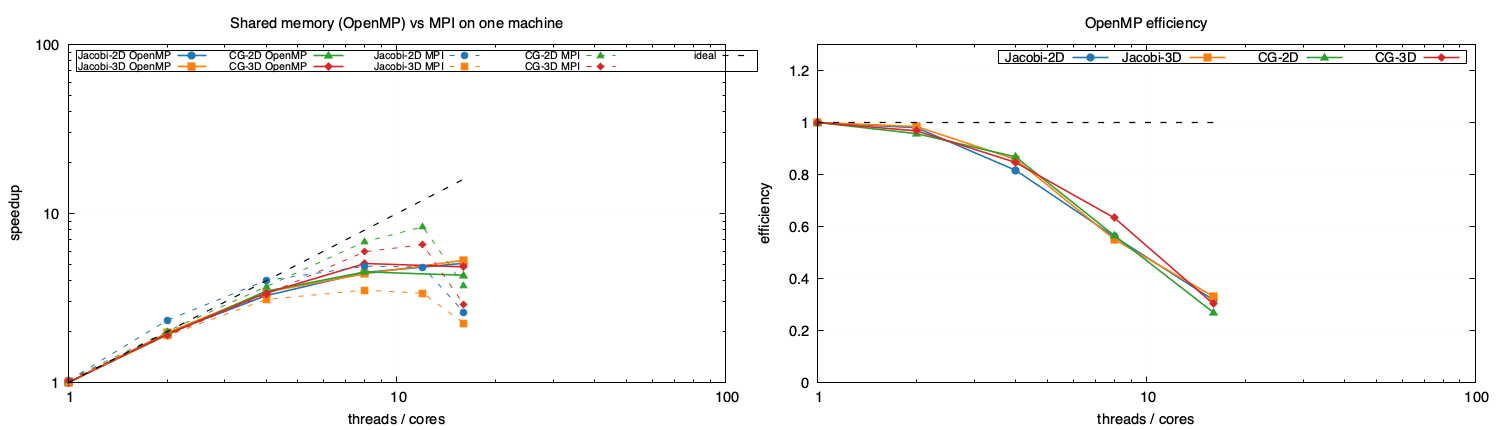 Shared memory (OpenMP) vs MPI on one machine
Jacobi-2D OpenMP CG-2D OpenMP Jacobi-2D MPI CG-2D MPI ideal
Jacobi-3D OpenMP CG-3D OpenMP Jacobi-3D MPI CG-3D MPI
100
10
1
speedup
1 10 100
threads / cores
OpenMP efficiency
Jacobi-2D Jacobi-3D CG-2D CG-3D
1.2
1
0.8
0.6
0.4
0.2
0
efficiency
1 10 100
threads / cores